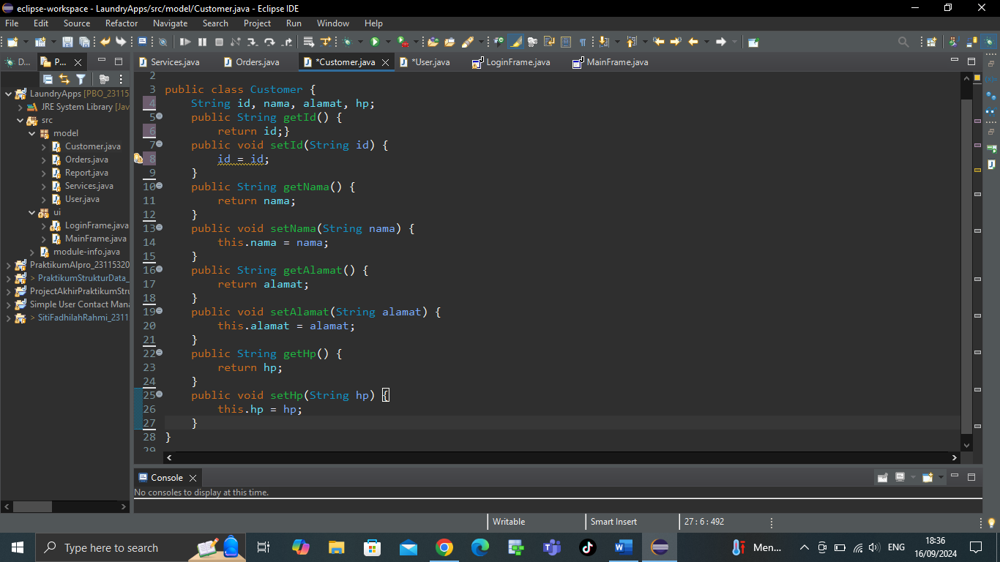 eclipse-workspace - LaundryApps/src/model/Customer.java - Eclipse IDE
File Edit Source Refactor Navigate Search Project Run Window Help
D... P... Services.java Orders.java *Customer.java *User.java LoginFrame.java MainFrame.java
LaundryApps [PBO_23115
JRE System Library [Jav
src
model
Customer.java
Orders.java
Report.java
Services.java
User.java
ui
LoginFrame.java
MainFrame.java
module-info.java
PraktikumAlpro_23115320
> PraktikumStrukturData_
ProjectAkhirPraktikumStru
Simple User Contact Mana
> SitiFadhilahRahmi_2311
2
3 public class Customer {
4 String id, nama, alamat, hp;
5 public String getId() {
6 return id;}
7 public void setId(String id) {
8 id = id;
9 }
10 public String getNama() {
11 return nama;
12 }
13 public void setNama(String nama) {
14 this.nama = nama;
15 }
16 public String getAlamat() {
17 return alamat;
18 }
19 public void setAlamat(String alamat) {
20 this.alamat = alamat;
21 }
22 public String getHp() {
23 return hp;
24 }
25 public void setHp(String hp) {
26 this.hp = hp;
27 }
28 }
29
Console
No consoles to display at this time.
Writable Smart Insert 27 : 6 : 492
Type here to search
Men... ENG 18:36
16/09/2024